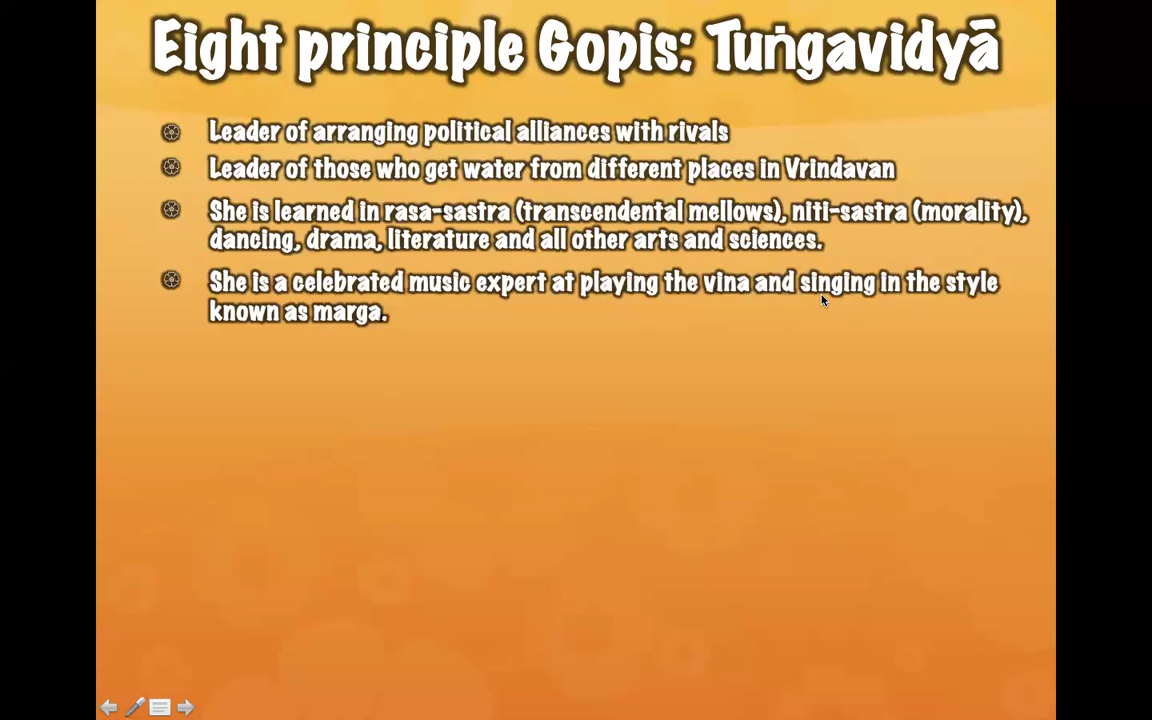 Eight principle Gopis: Tuṅgavidyā
Leader of arranging political alliances with rivals
Leader of those who get water from different places in Vrindavan
She is learned in rasa-sastra (transcendental mellows), niti-sastra (morality),
dancing, drama, literature and all other arts and sciences.
She is a celebrated music expert at playing the vina and singing in the style
known as marga.